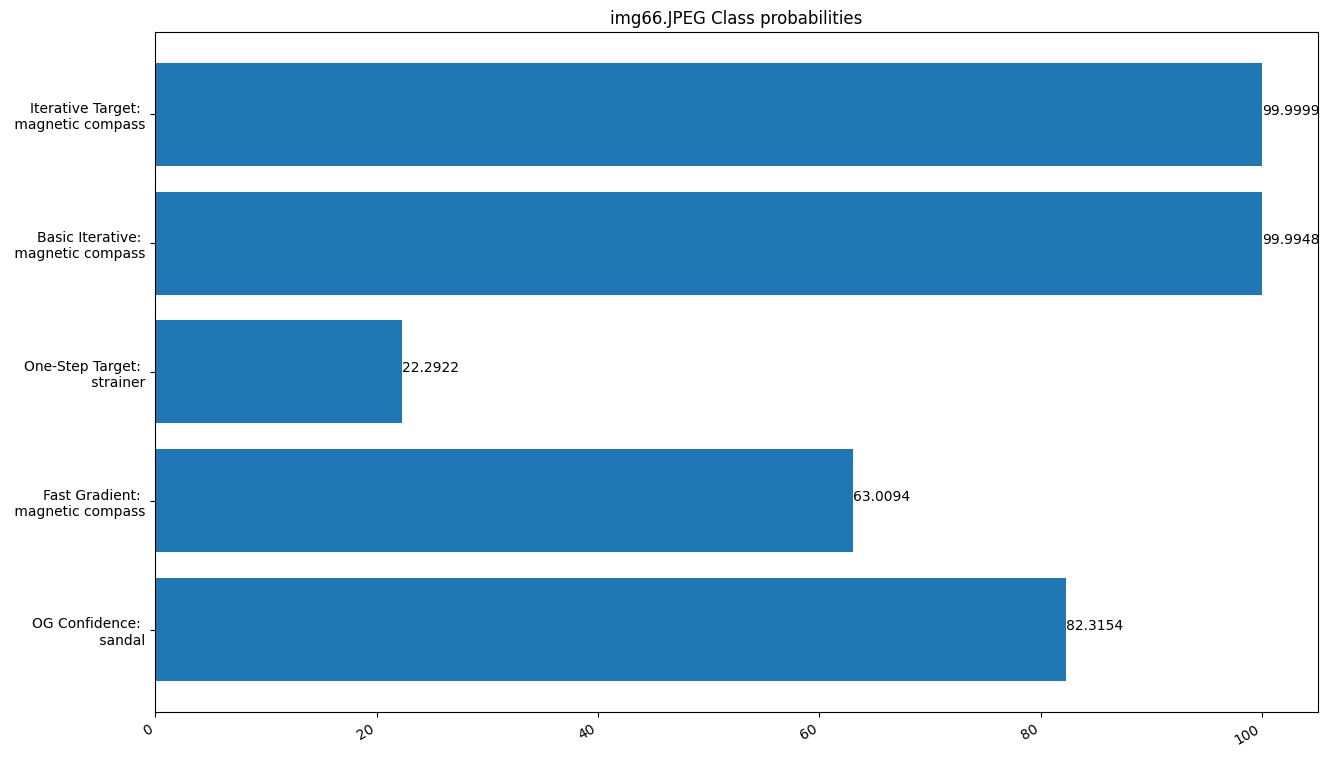 img66.JPEG Class probabilities
Iterative Target:
magnetic compass
99.9999
Basic Iterative:
magnetic compass
99.9948
One-Step Target:
strainer
22.2922
Fast Gradient:
magnetic compass
63.0094
OG Confidence:
sandal
82.3154
0
20
40
60
80
100